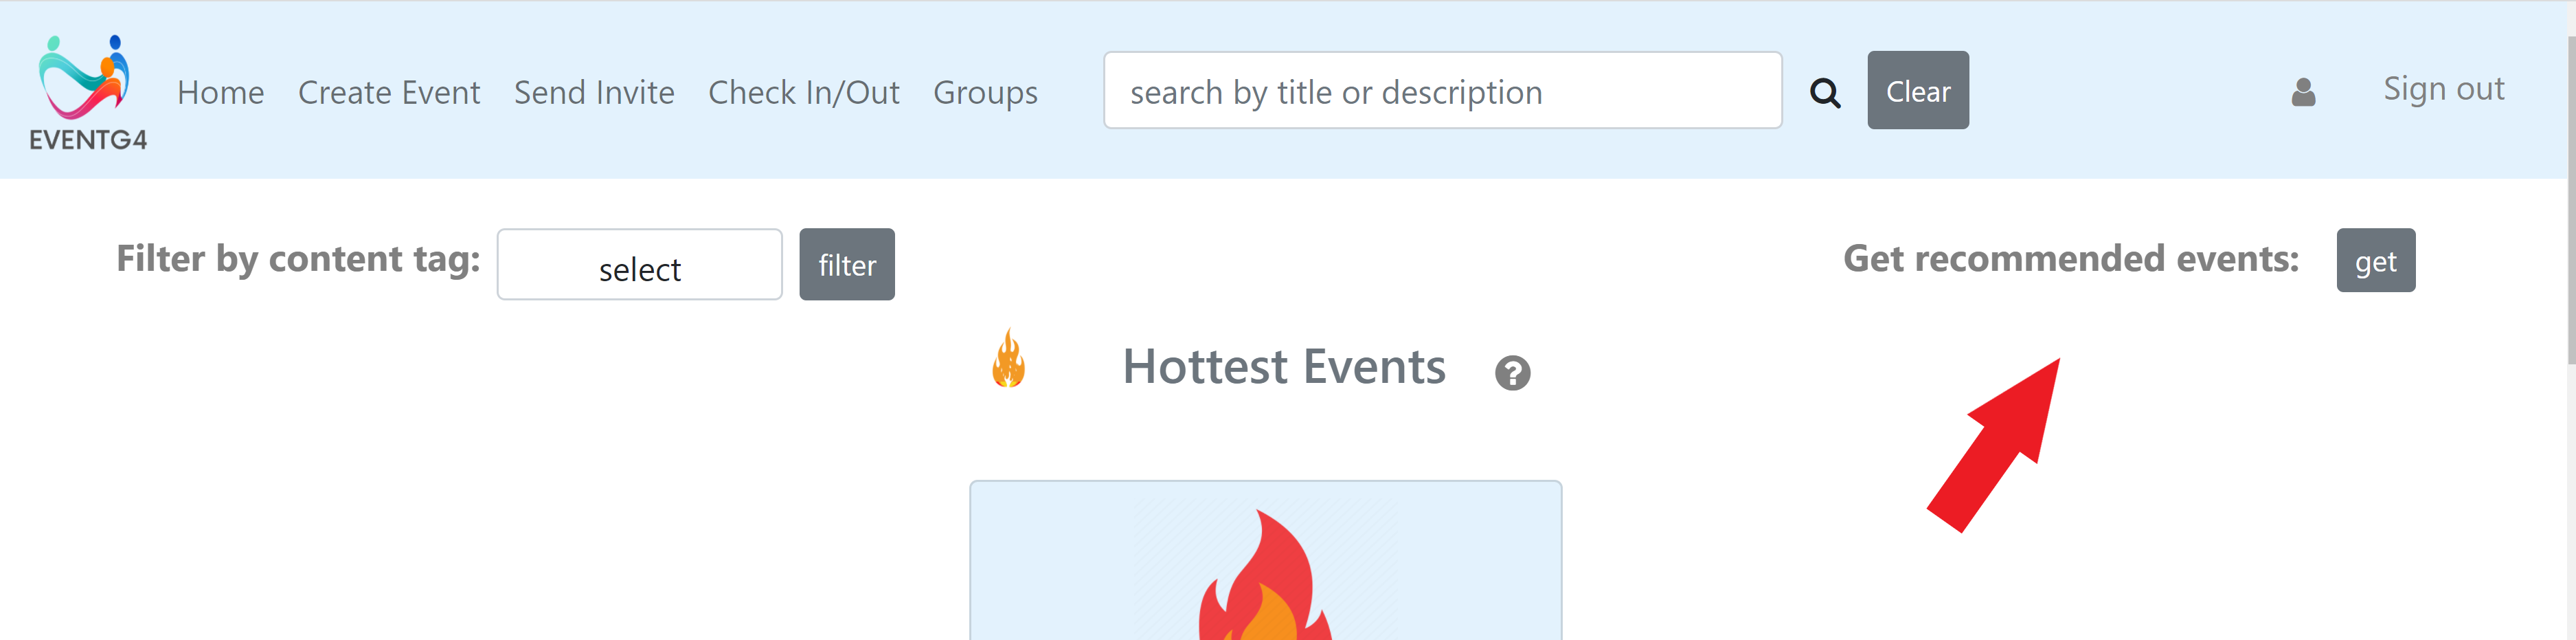 EVENTG4
Home Create Event Send Invite Check In/Out Groups search by title or description Clear Sign out
Filter by content tag: select filter Get recommended events: get
Hottest Events ?